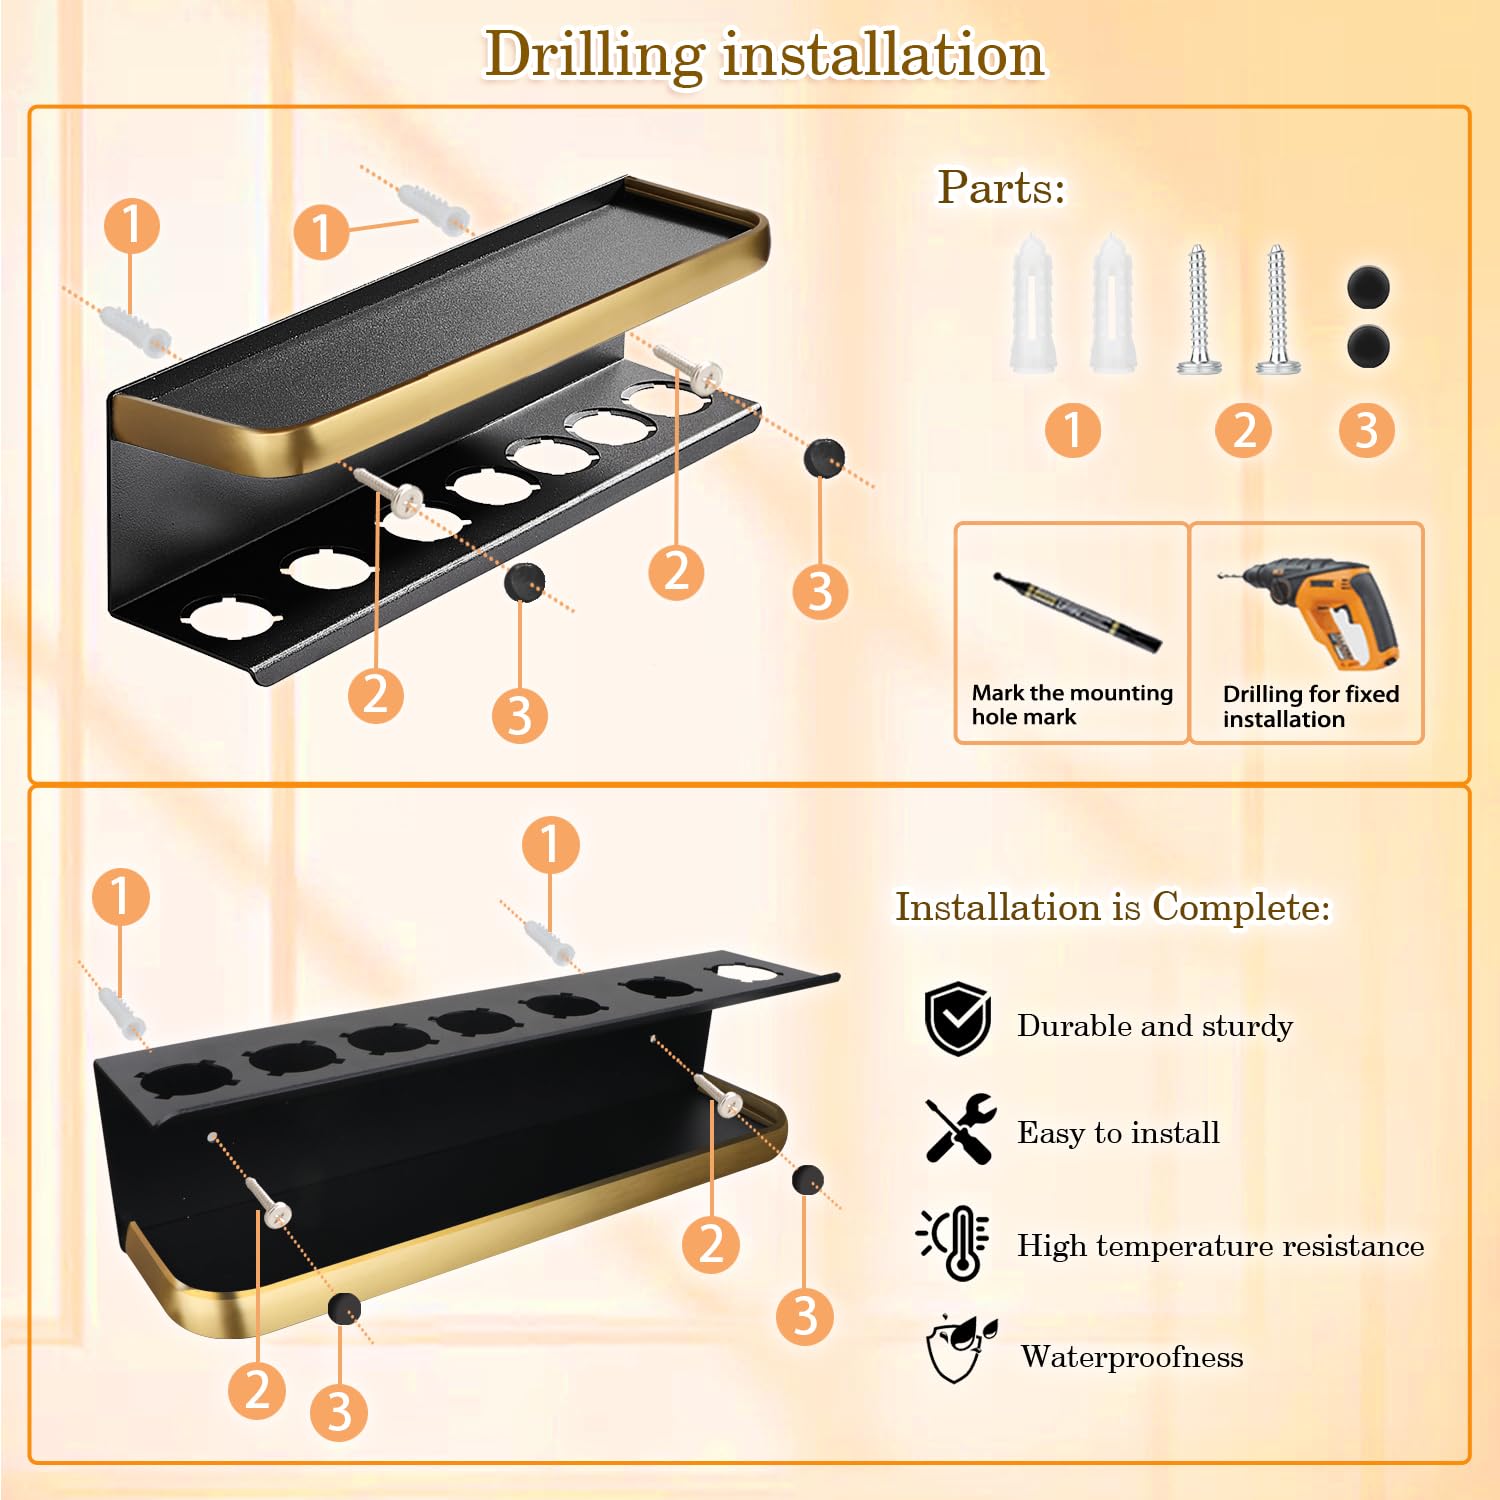 Drilling installation
1
1
2
3
2
3
Parts:
1
2
3
Mark the mounting
hole mark
Drilling for fixed
installation
1
1
2
3
2
3
Installation is Complete:
Durable and sturdy
Easy to install
High temperature resistance
Waterproofness